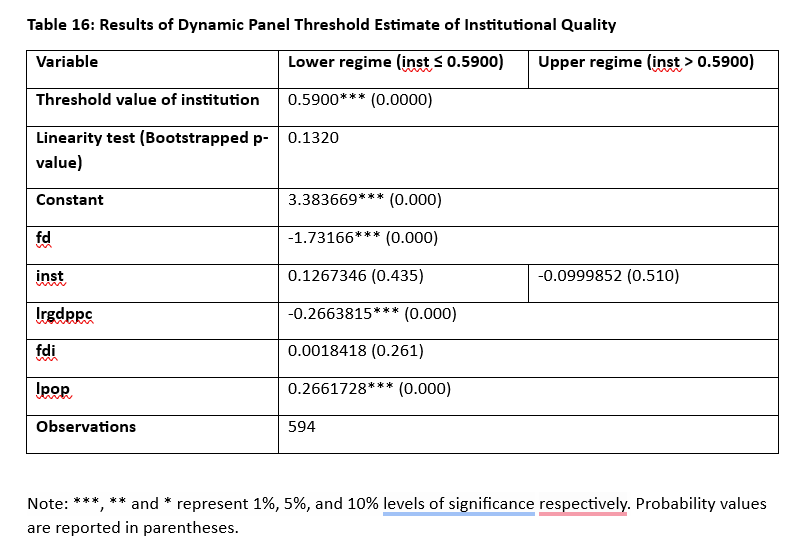 Table 16: Results of Dynamic Panel Threshold Estimate of Institutional Quality
Variable Lower regime (inst ≤ 0.5900) Upper regime (inst > 0.5900)
Threshold value of institution 0.5900*** (0.0000)
Linearity test (Bootstrapped p- 0.1320
value)
Constant 3.383669*** (0.000)
fd -1.73166*** (0.000)
inst 0.1267346 (0.435) -0.0999852 (0.510)
lrgdppc -0.2663815*** (0.000)
fdi 0.0018418 (0.261)
lpop 0.2661728*** (0.000)
Observations 594
Note: ***, ** and * represent 1%, 5%, and 10% levels of significance respectively. Probability values
are reported in parentheses.